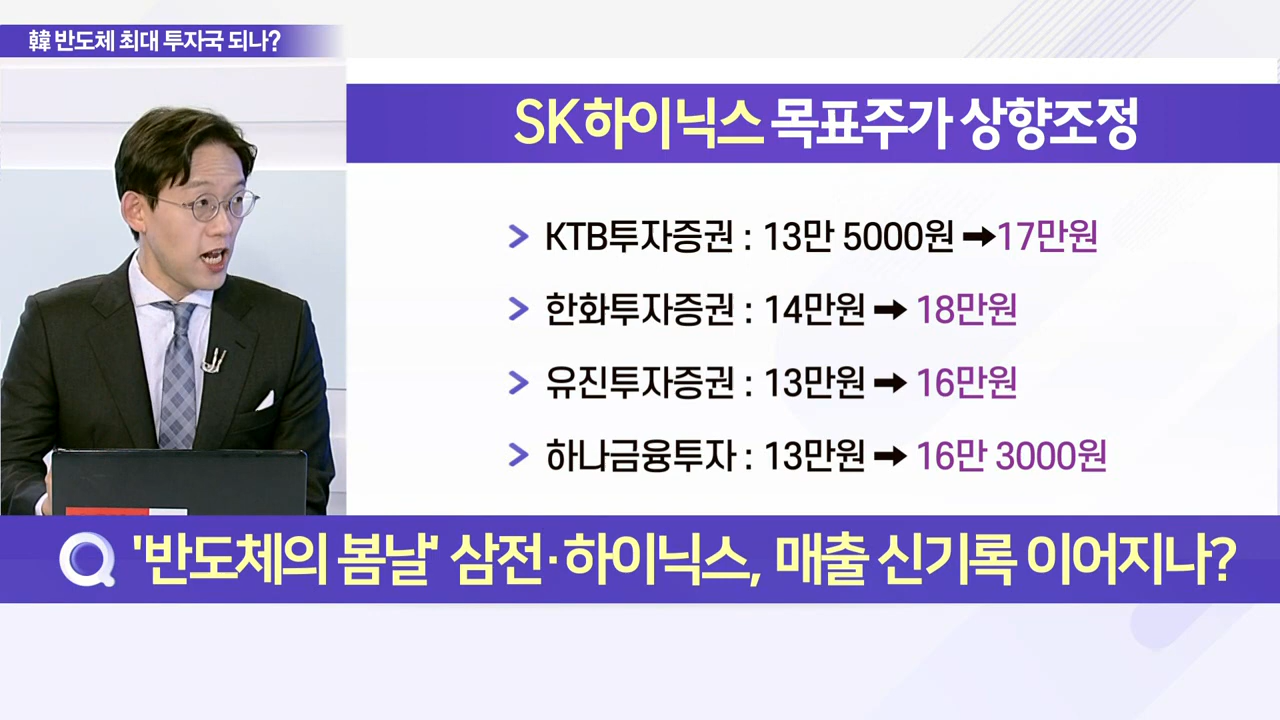 韓 반도체 최대 투자국 되나?
SK하이닉스 목표주가 상향조정
> KTB투자증권 : 13만 5000원 ➡17만원
> 한화투자증권 : 14만원 ➡ 18만원
> 유진투자증권 : 13만원 ➡ 16만원
> 하나금융투자 : 13만원 ➡ 16만 3000원
Q '반도체의 봄날' 삼전·하이닉스, 매출 신기록 이어지나?